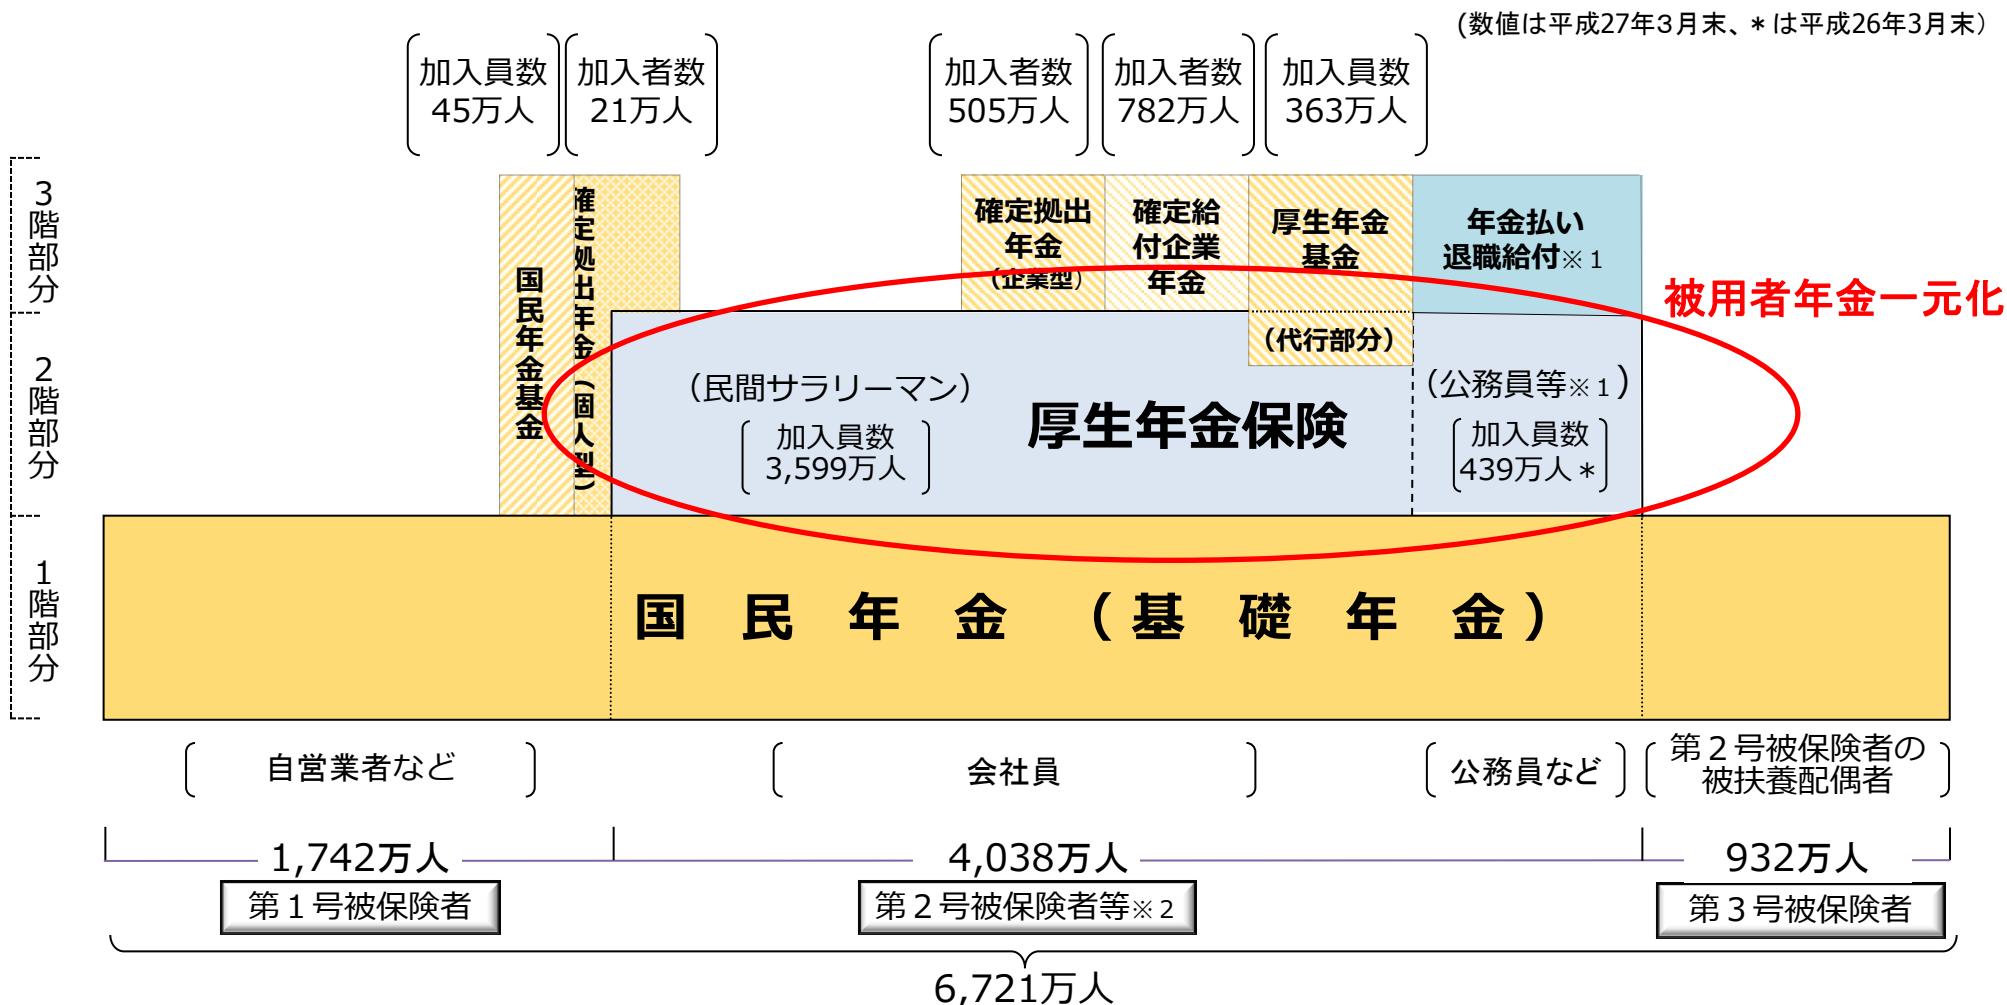 (数値は平成27年３月末、＊は平成26年3月末）
加入員数
45万人
加入者数
21万人
加入者数
505万人
加入者数
782万人
加入員数
363万人
3階部分
2階部分
1階部分
国民年金基金
確定拠出年金（個人型）
確定拠出
年金
（企業型）
確定給
付企業
年金
厚生年金
基金
（代行部分）
年金払い
退職給付※１
被用者年金一元化
（民間サラリーマン）
加入員数
3,599万人
厚生年金保険
（公務員等※１）
加入員数
439万人＊
国民年金（基礎年金）
自営業者など
会社員
公務員など
第２号被保険者の
被扶養配偶者
1,742万人
4,038万人
932万人
第１号被保険者
第２号被保険者等※２
第３号被保険者
6,721万人